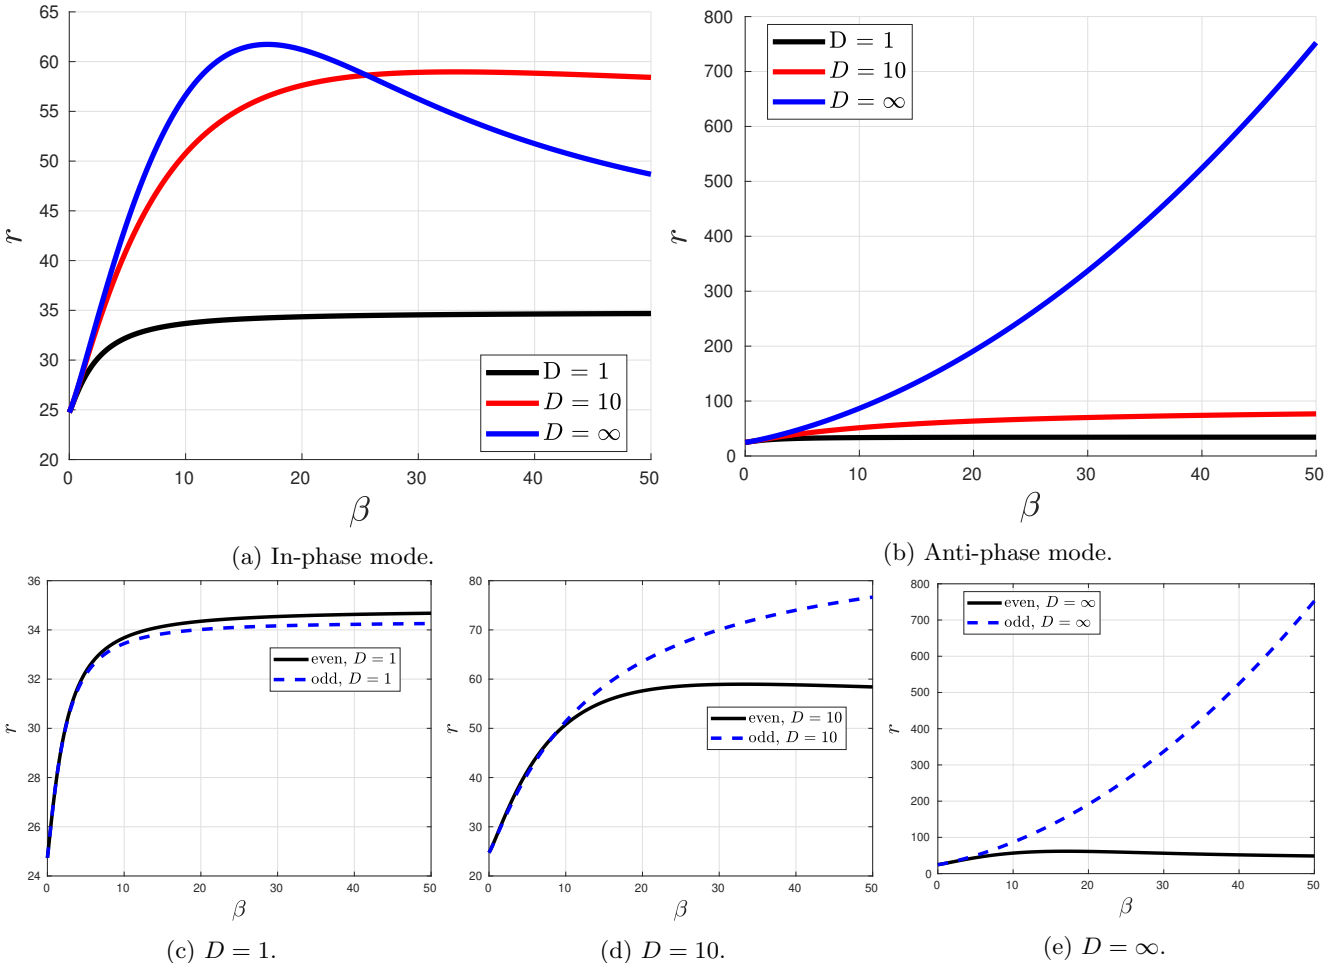 65
60
55
50
45
40
35
30
25
20
r
0
10
20
30
40
50
β
D = 1
D = 10
D = ∞
(a) In-phase mode.
800
700
600
500
400
300
200
100
0
r
0
10
20
30
40
50
β
D = 1
D = 10
D = ∞
(b) Anti-phase mode.
36
34
32
30
28
26
24
r
0
10
20
30
40
50
β
even, D = 1
odd, D = 1
(c) D = 1.
80
70
60
50
40
30
20
r
0
10
20
30
40
50
β
even, D = 10
odd, D = 10
(d) D = 10.
800
700
600
500
400
300
200
100
0
r
0
10
20
30
40
50
β
even, D = ∞
odd, D = ∞
(e) D = ∞.